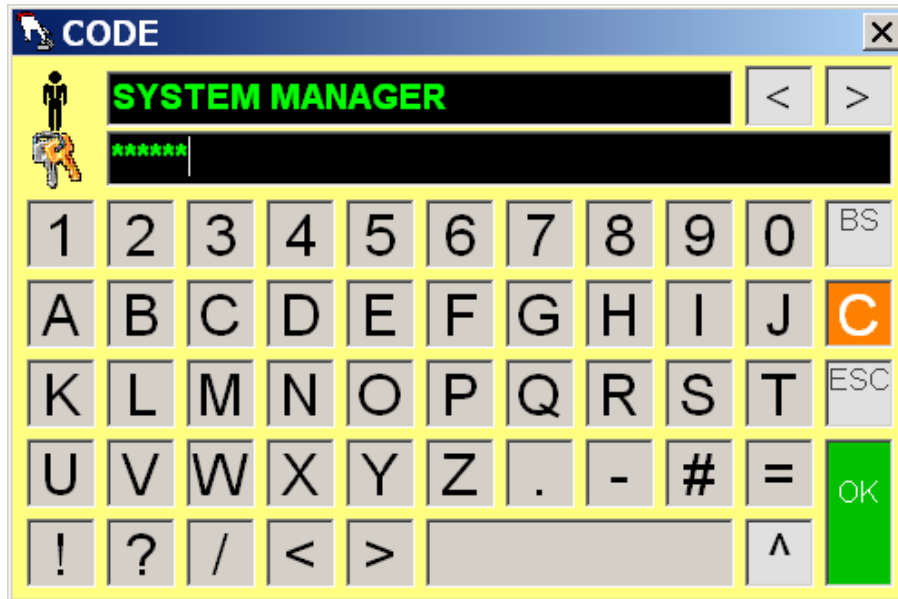 CODE
SYSTEM MANAGER < >
******
1 2 3 4 5 6 7 8 9 0 BS
A B C D E F G H I J C
K L M N O P Q R S T ESC
U V W X Y Z . - # = OK
! ? / < > ^